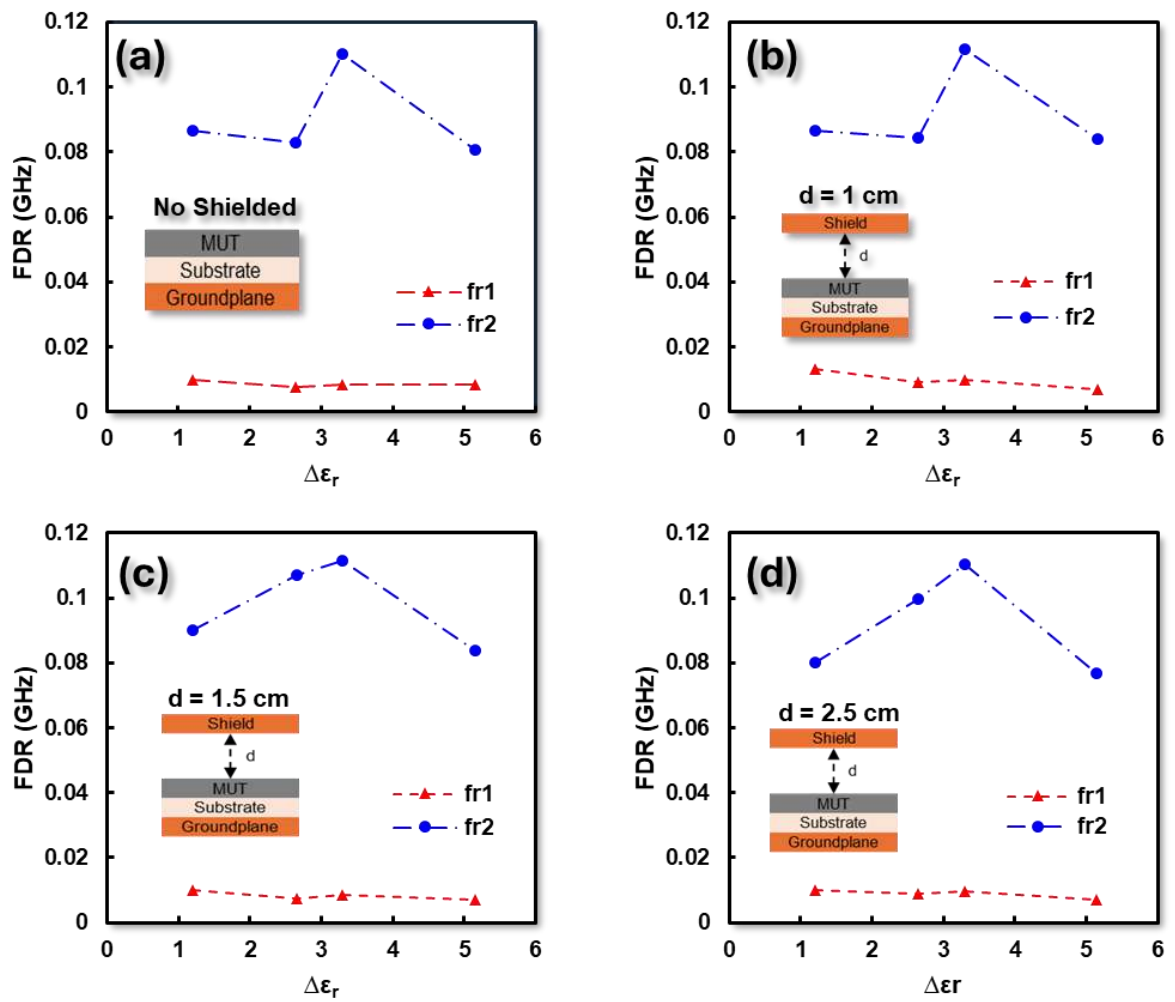 (a)
FDR (GHz)
0.12
0.1
0.08
0.06
0.04
0.02
0
No Shielded
MUT
Substrate
Groundplane
fr1
fr2
0 1 2 3 4 5 6
Δεr
(b)
FDR (GHz)
0.12
0.1
0.08
0.06
0.04
0.02
0
d = 1 cm
Shield
d
MUT
Substrate
Groundplane
fr1
fr2
0 1 2 3 4 5 6
Δεr
(c)
FDR (GHz)
0.12
0.1
0.08
0.06
0.04
0.02
0
d = 1.5 cm
Shield
d
MUT
Substrate
Groundplane
fr1
fr2
0 1 2 3 4 5 6
Δεr
(d)
FDR (GHz)
0.12
0.1
0.08
0.06
0.04
0.02
0
d = 2.5 cm
Shield
d
MUT
Substrate
Groundplane
fr1
fr2
0 1 2 3 4 5 6
Δεr